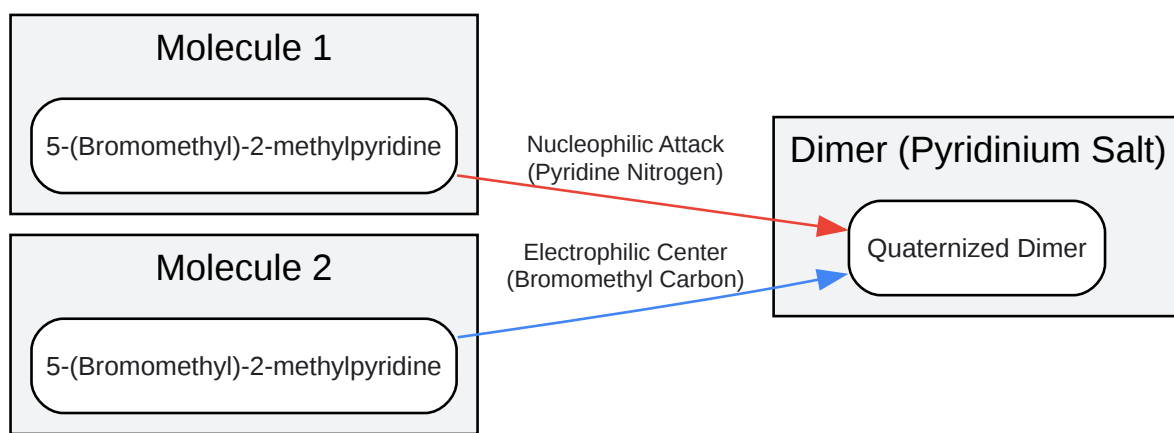 Molecule 1
5-(Bromomethyl)-2-methylpyridine
Nucleophilic Attack
(Pyridine Nitrogen)
Dimer (Pyridinium Salt)
Quaternized Dimer
Electrophilic Center
(Bromomethyl Carbon)
Molecule 2
5-(Bromomethyl)-2-methylpyridine